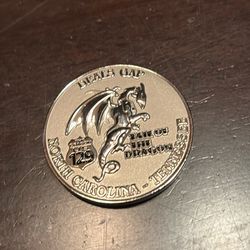 DEALS GAP
TAIL OF
THE
DRAGON
129
NORTH CAROLINA - TENNESSEE